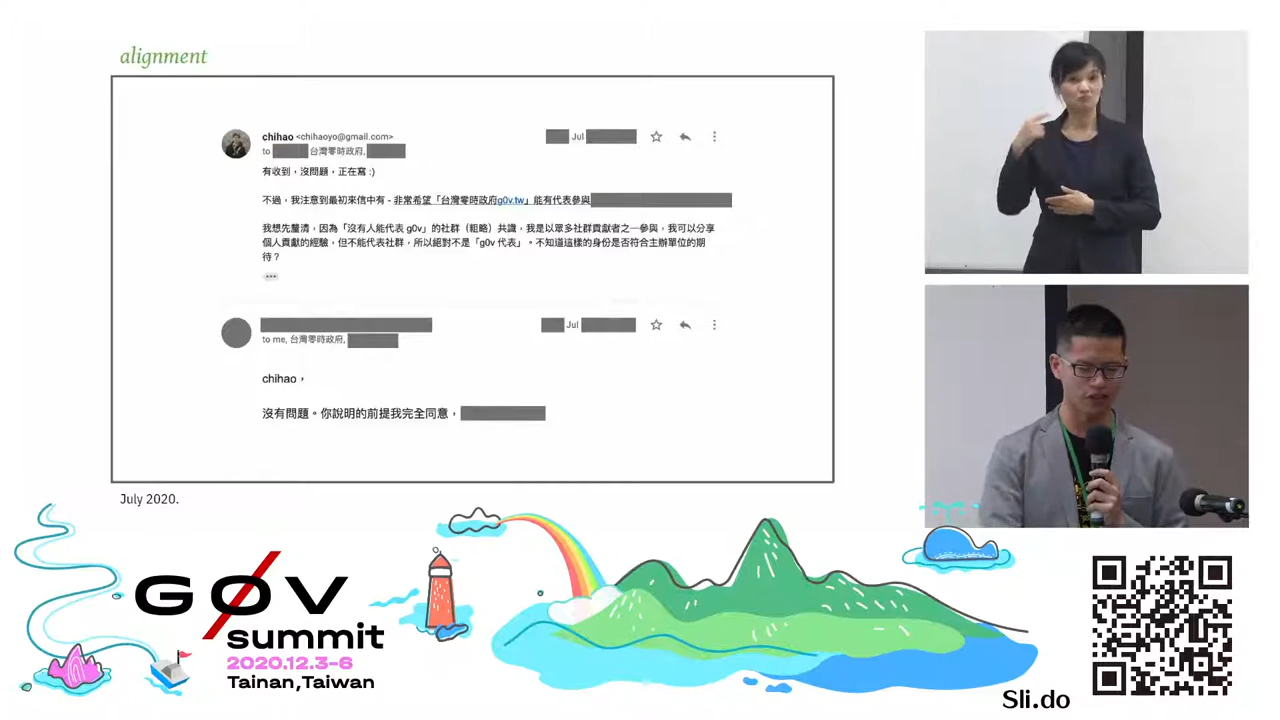 alignment
chihao <chihaoyo@gmail.com>
Jul
to 台灣零時政府,
有收到，沒問題，正在寫 :)
不過，我注意到最初來信中有 - 非常希望「台灣零時政府g0v.tw」能有代表參與
我想先釐清，因為「沒有人能代表 g0v」的社群（粗略）共識，我是以眾多社群貢獻者之一參與，我可以分享
個人貢獻的經驗，但不能代表社群，所以絕對不是「g0v 代表」。不知道這樣的身份是否符合主辦單位的期
待？
Jul
to me, 台灣零時政府,
chihao，
沒有問題。你說明的前提我完全同意，
July 2020.
G0V
summit
2020.12.3-6
Tainan,Taiwan
Sli.do